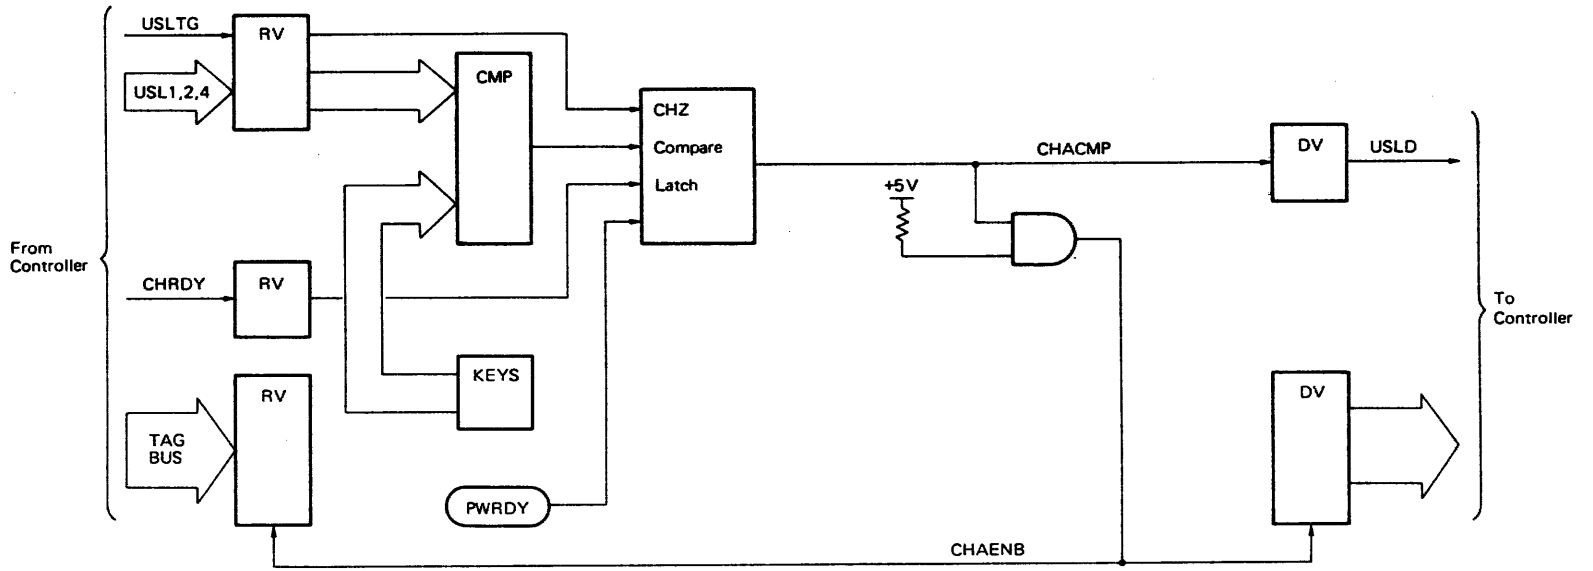 USLTG
RV
USL1,2,4
CMP
CHZ
Compare
Latch
CHACMP
DV
USLD
+5V
From
Controller
CHRDY
RV
To
Controller
KEYS
RV
TAG
BUS
DV
PWRDY
CHAENB